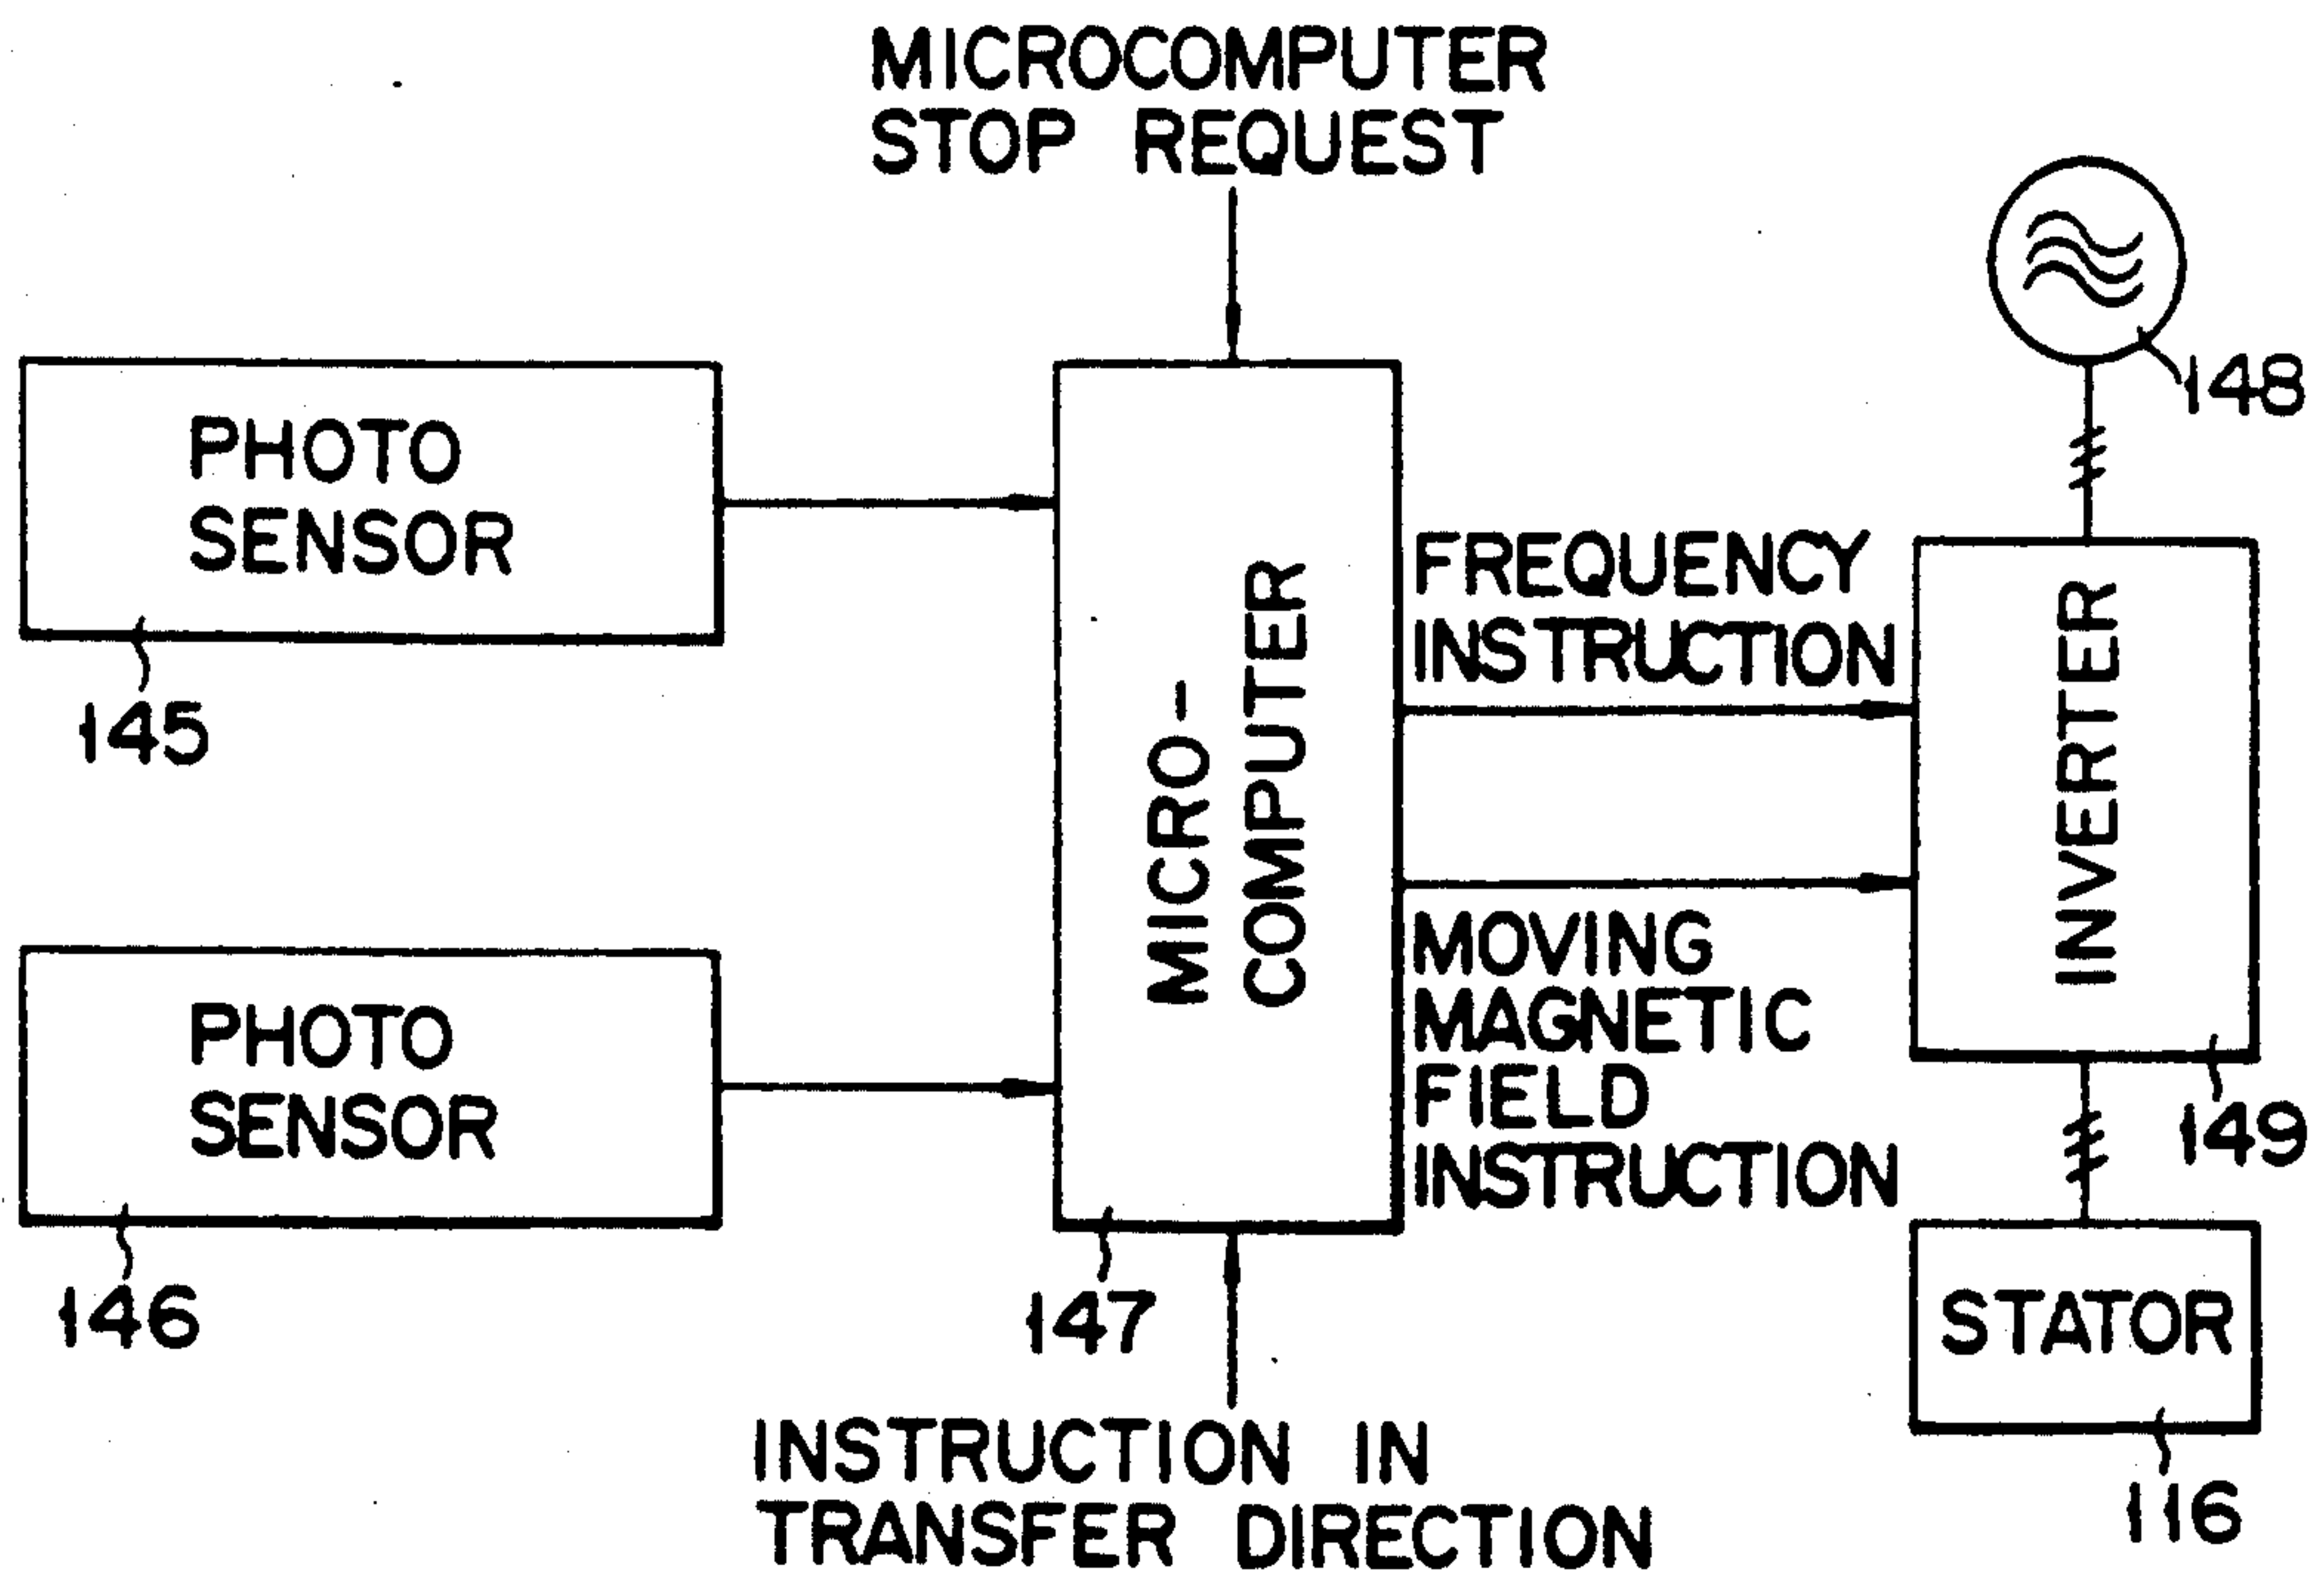 MICROCOMPUTER
STOP REQUEST
148
PHOTO
SENSOR
145
MICRO-
COMPUTER
FREQUENCY
INSTRUCTION
INVERTER
MOVING
MAGNETIC
FIELD
INSTRUCTION
149
PHOTO
SENSOR
146
147
STATOR
116
INSTRUCTION IN
TRANSFER DIRECTION